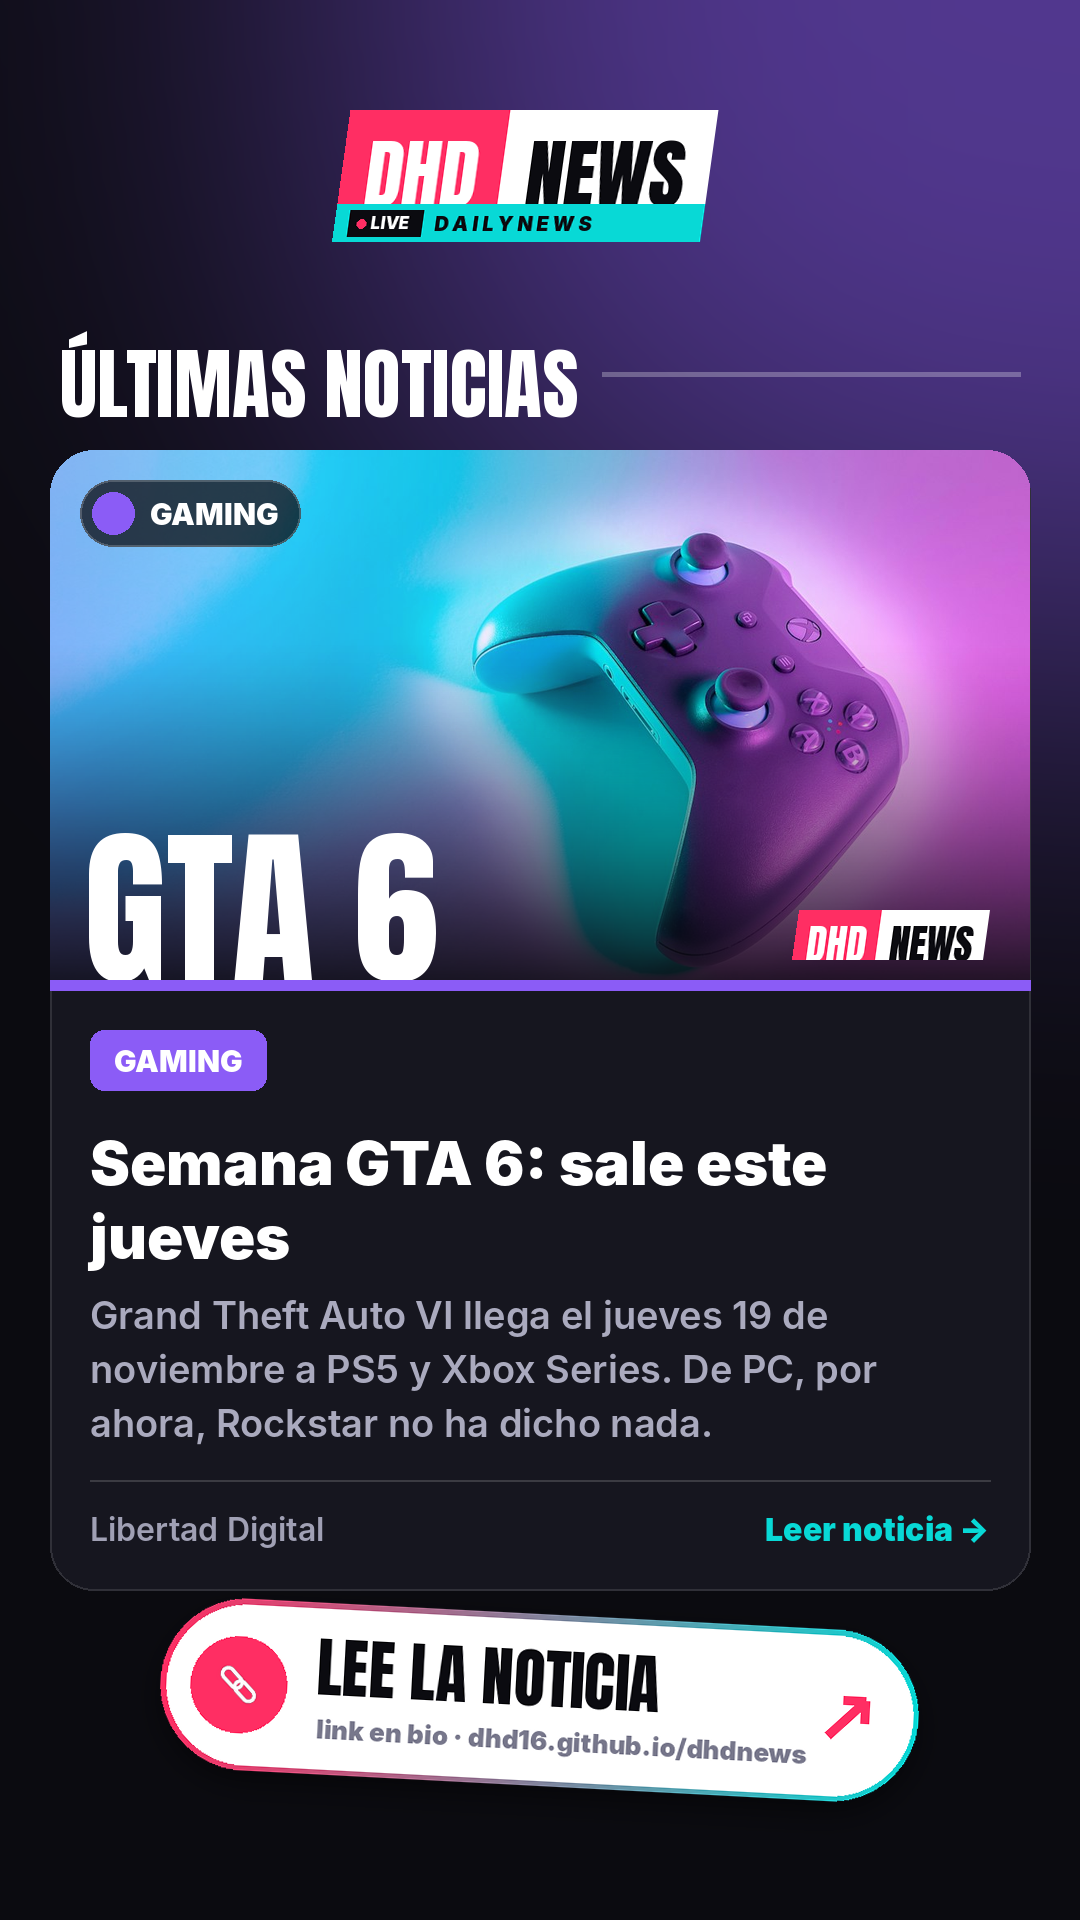 DHD NEWS
LIVE DAILYNEWS
ÚLTIMAS NOTICIAS
GAMING
X
Y
A
B
GTA 6
DHD NEWS
GAMING
Semana GTA 6: sale este
jueves
Grand Theft Auto VI llega el jueves 19 de
noviembre a PS5 y Xbox Series. De PC, por
ahora, Rockstar no ha dicho nada.
Libertad Digital
Leer noticia →
LEE LA NOTICIA
link en bio · dhd16.github.io/dhdnews